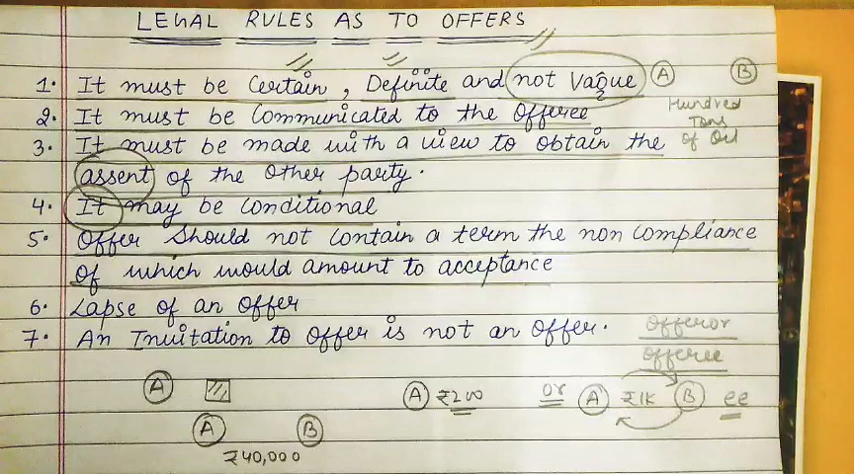 LEGAL RULES AS TO OFFERS
1. It must be Certain, Definite and not Vague A B
2. It must be Communicated to the Offeree Hundred Tons
3. It must be made with a view to obtain the of Oil
assent of the other party.
4. It may be Conditional
5. Offer Should not Contain a term the non compliance
of which would amount to acceptance
6. Lapse of an offer
7. An Invitation to offer is not an offer. Offeror
Offeree
A A ₹200 or A ₹1K B ee
A B
₹40,000